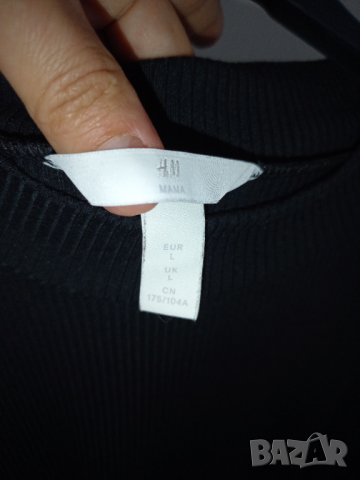 H&M
MAMA
EUR
L
UK
L
CN
175/104A
BAZAR